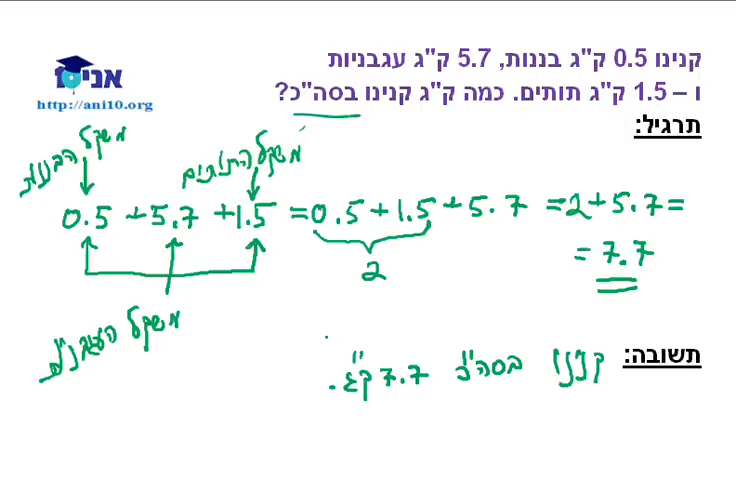 קנינו 0.5 ק"ג בננות, 5.7 ק"ג עגבניות
ו – 1.5 ק"ג תותים. כמה ק"ג קנינו בסה"כ?
אני10
http://ani10.org
תרגיל:
משקל הבננות
משקל התותים
0.5 + 5.7 + 1.5 = 0.5 + 1.5 + 5.7 = 2 + 5.7 =
= 7.7
2
משקל העגבניות
תשובה: קנינו בסה"כ 7.7 ק"ג.